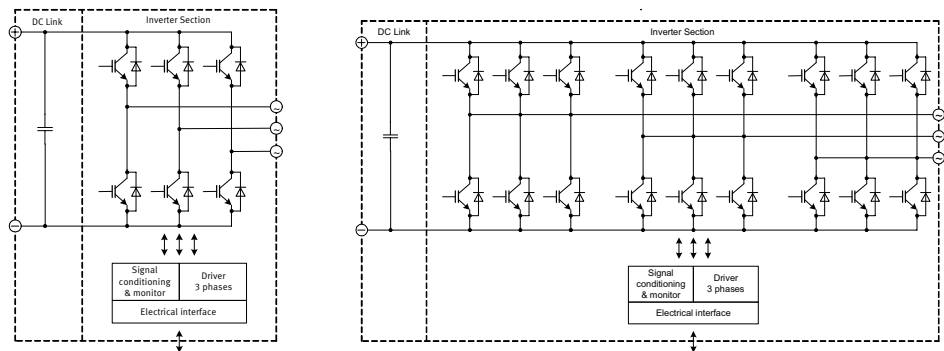 DC Link
Inverter Section
+
~
~
~
−
Signal
conditioning
& monitor
Driver
3 phases
Electrical interface
DC Link
Inverter Section
+
~
~
~
−
Signal
conditioning
& monitor
Driver
3 phases
Electrical interface